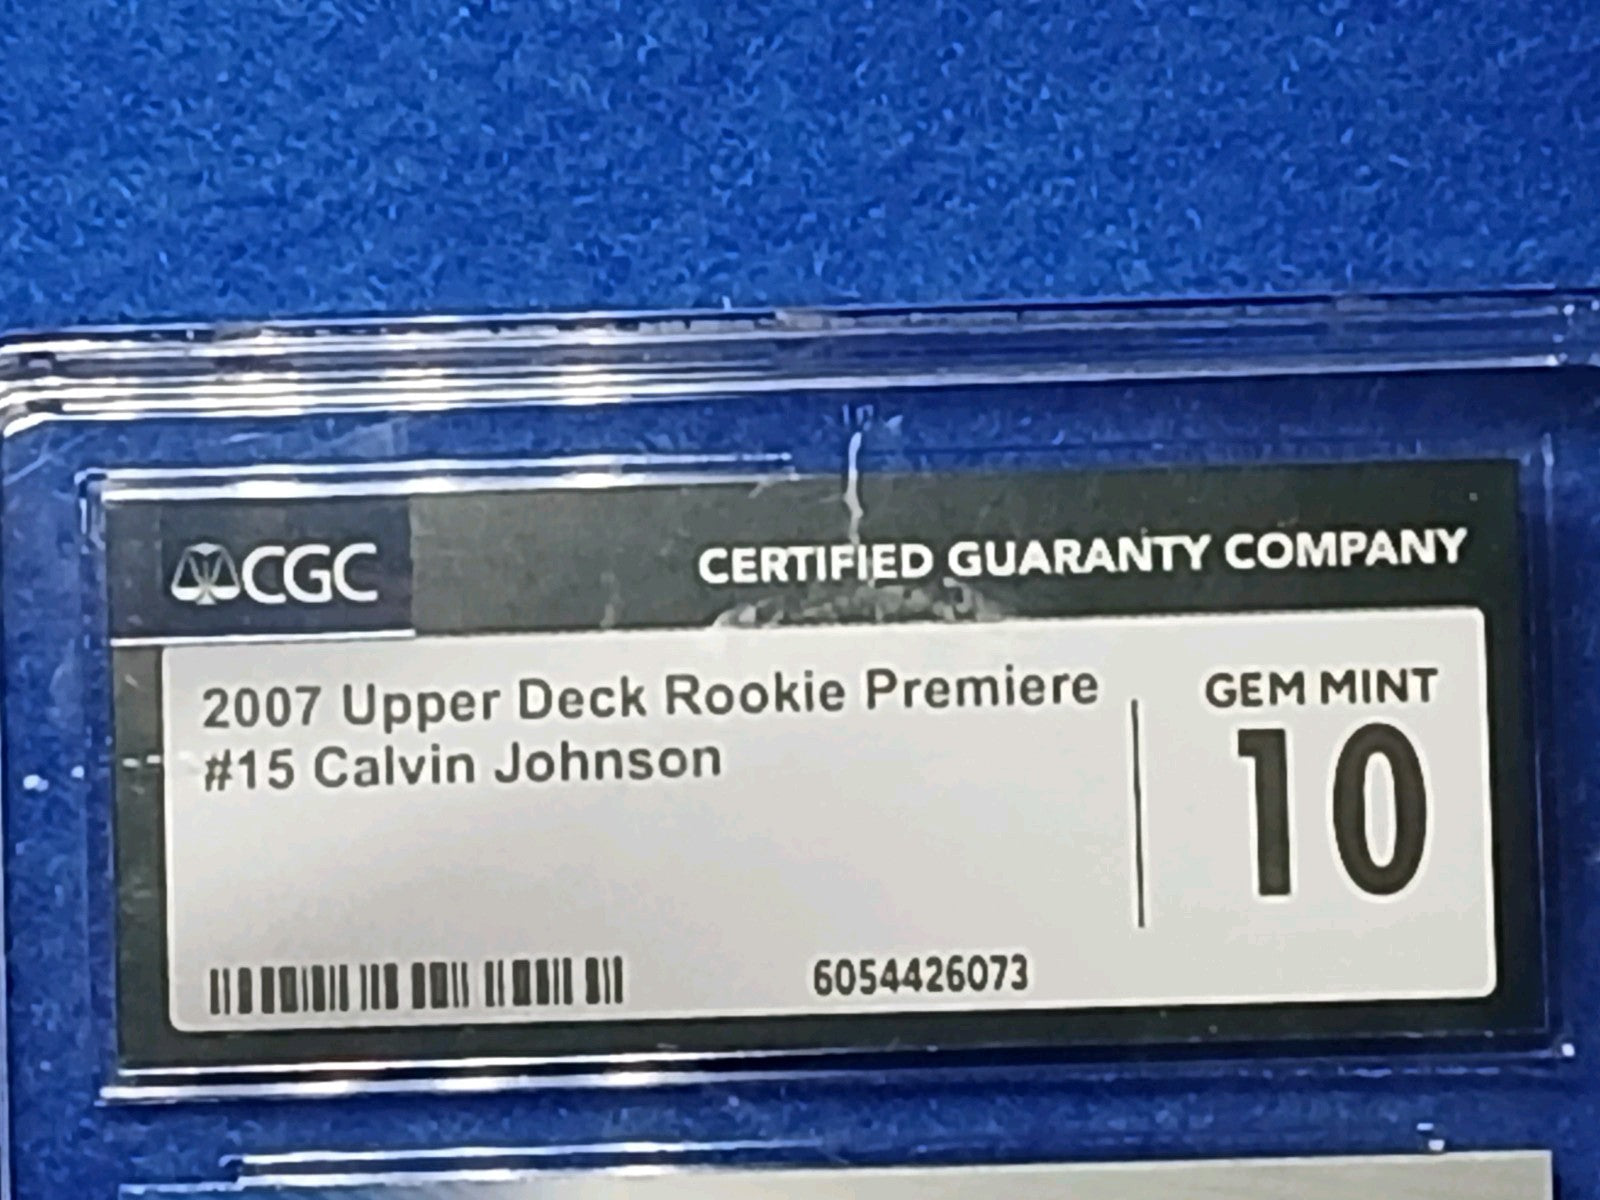 CGC
CERTIFIED GUARANTY COMPANY
2007 Upper Deck Rookie Premiere
#15 Calvin Johnson
GEM MINT
10
6054426073